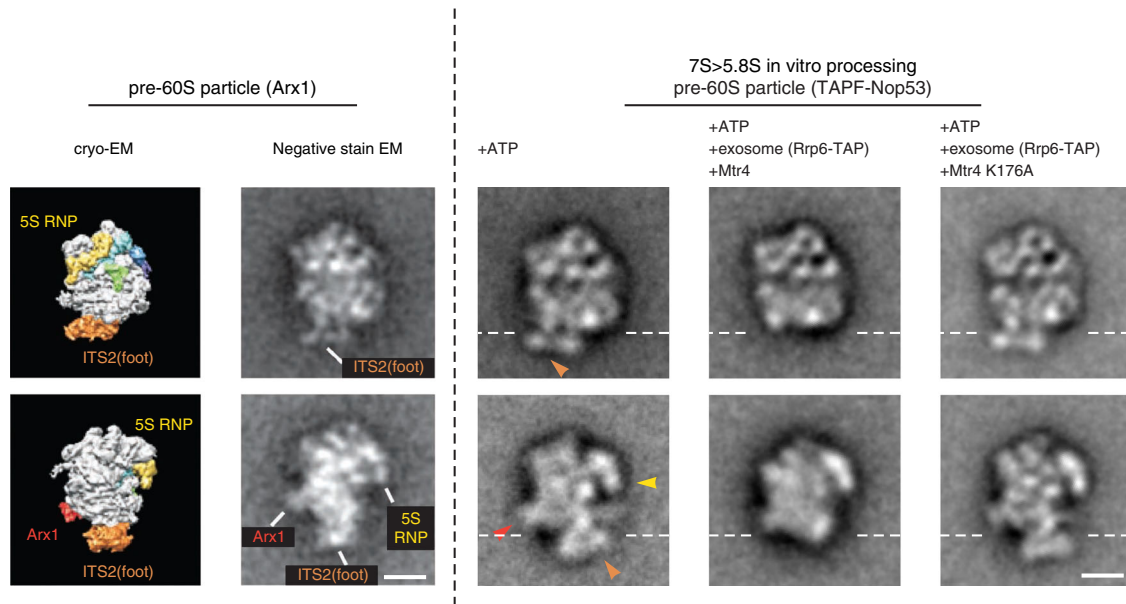 pre-60S particle (Arx1)
7S>5.8S in vitro processing
pre-60S particle (TAPF-Nop53)
cryo-EM
Negative stain EM
+ATP
+ATP
+exosome (Rrp6-TAP)
+Mtr4
+ATP
+exosome (Rrp6-TAP)
+Mtr4 K176A
5S RNP
ITS2(foot)
ITS2(foot)
5S RNP
Arx1
ITS2(foot)
Arx1
5S
RNP
ITS2(foot)